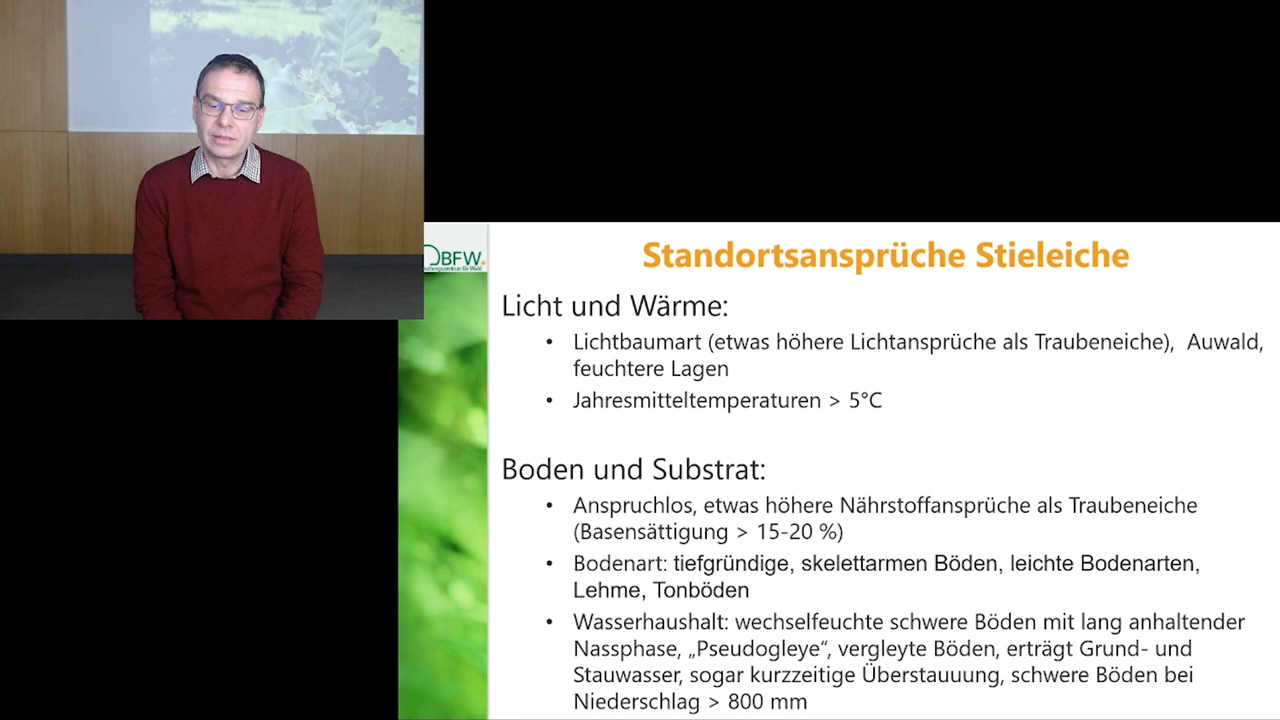 BFW.
Standortsansprüche Stieleiche
Licht und Wärme:
• Lichtbaumart (etwas höhere Lichtansprüche als Traubeneiche), Auwald,
feuchtere Lagen
• Jahresmitteltemperaturen > 5°C
Boden und Substrat:
• Anspruchlos, etwas höhere Nährstoffansprüche als Traubeneiche
(Basensättigung > 15-20 %)
• Bodenart: tiefgründige, skelettarmen Böden, leichte Bodenarten,
Lehme, Tonböden
• Wasserhaushalt: wechselfeuchte schwere Böden mit lang anhaltender
Nassphase, „Pseudogleye“, vergleyte Böden, erträgt Grund- und
Stauwasser, sogar kurzzeitige Überstauuung, schwere Böden bei
Niederschlag > 800 mm